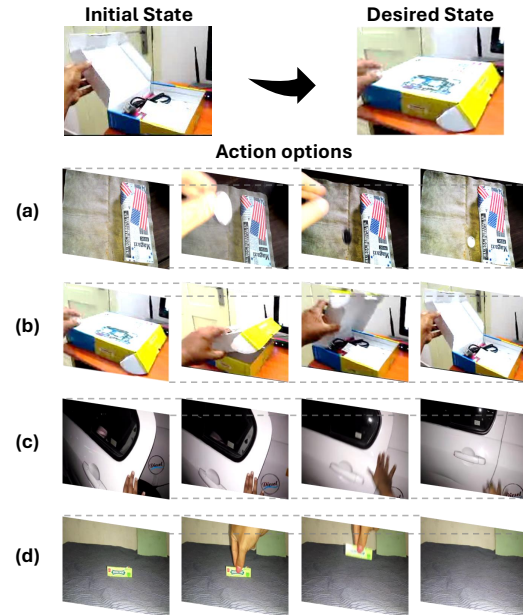 Initial State
Desired State
Action options
(a)
(b)
(c)
(d)